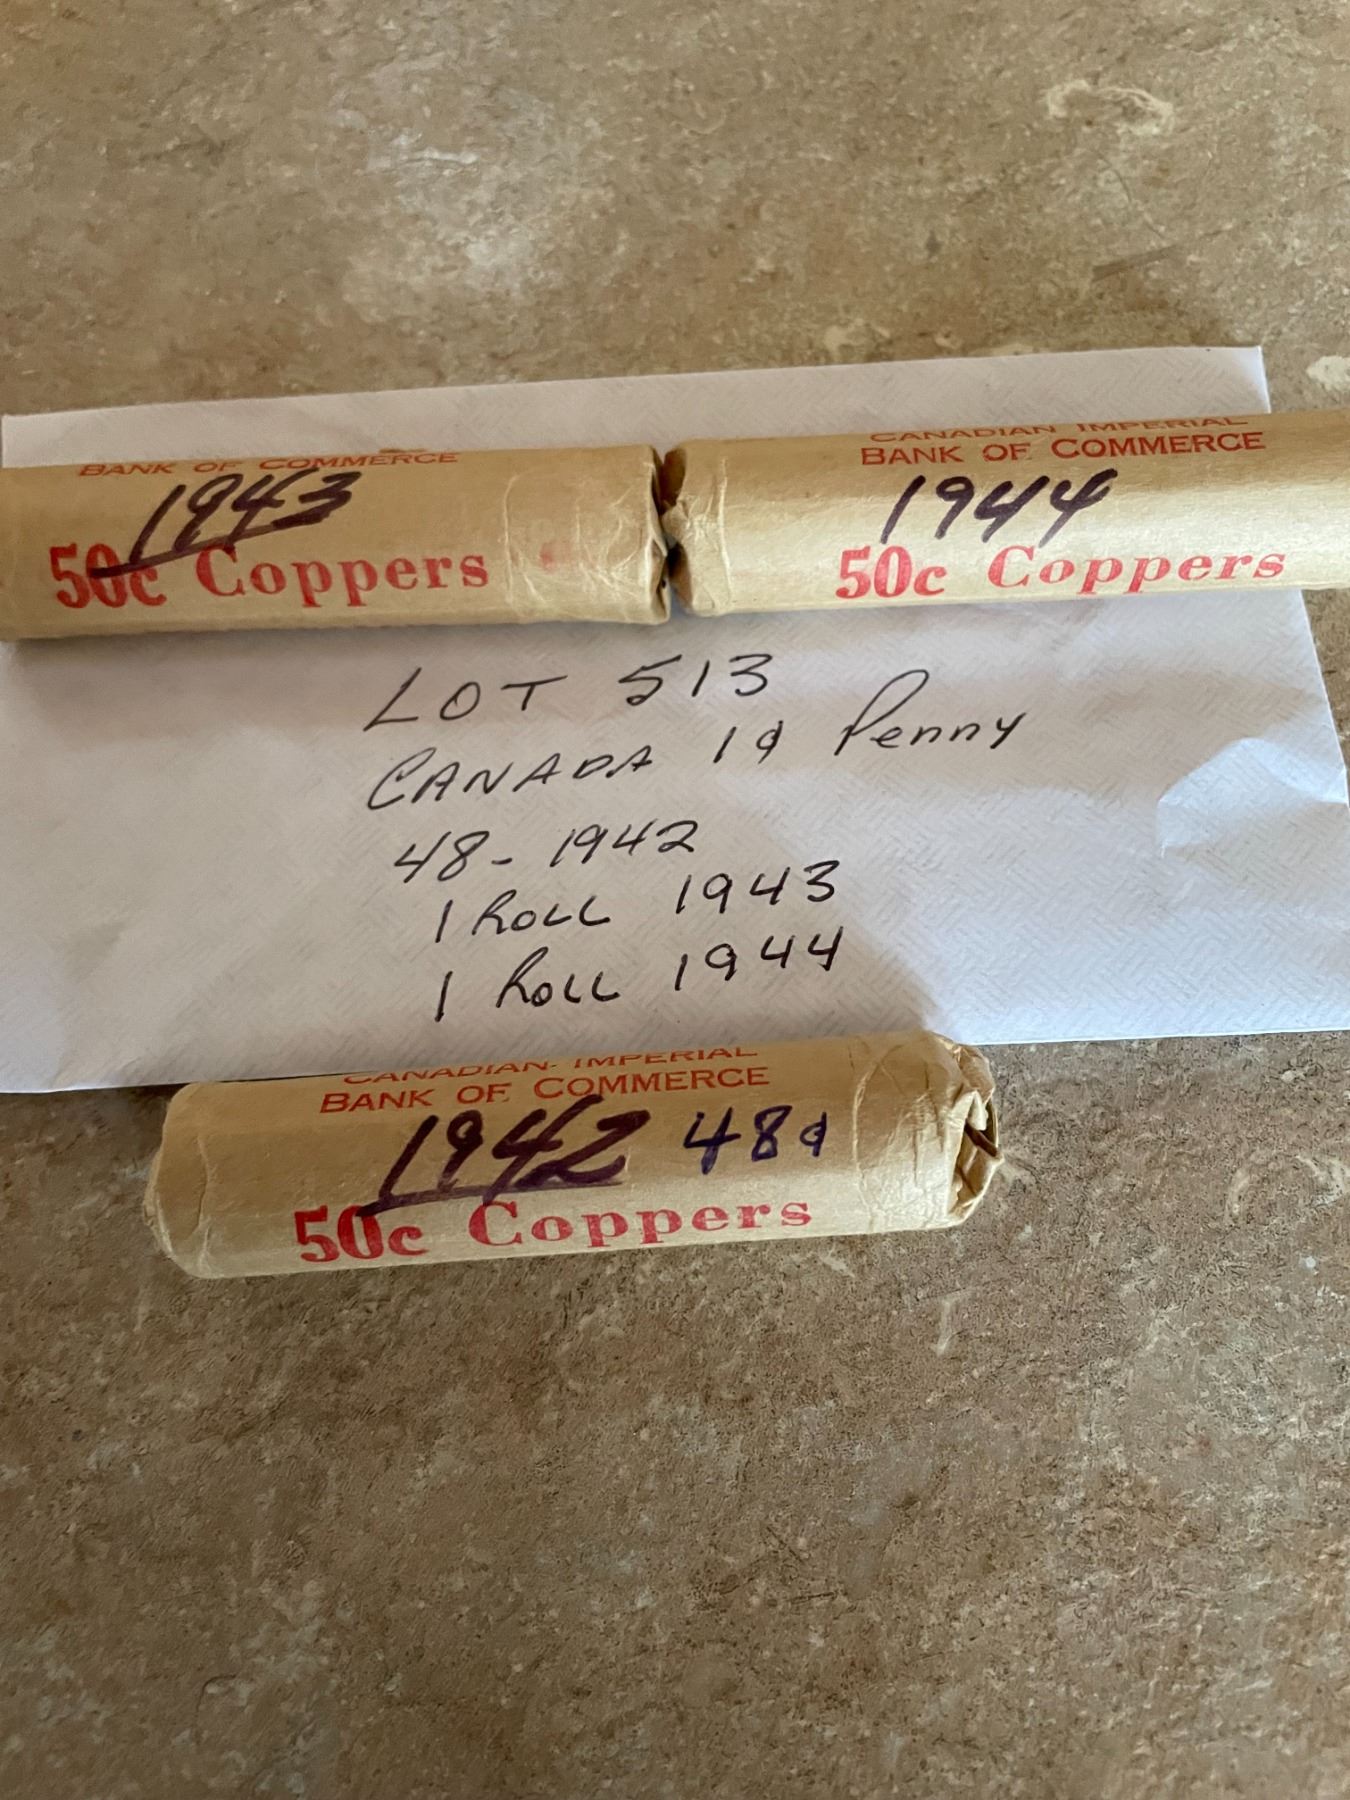 BANK OF COMMERCE
1943
50c Coppers
CANADIAN IMPERIAL
BANK OF COMMERCE
1944
50c Coppers
LOT 513
CANADA 1¢ Penny
48- 1942
1 ROLL 1943
1 ROLL 1944
CANADIAN IMPERIAL
BANK OF COMMERCE
1942 48¢
50c Coppers